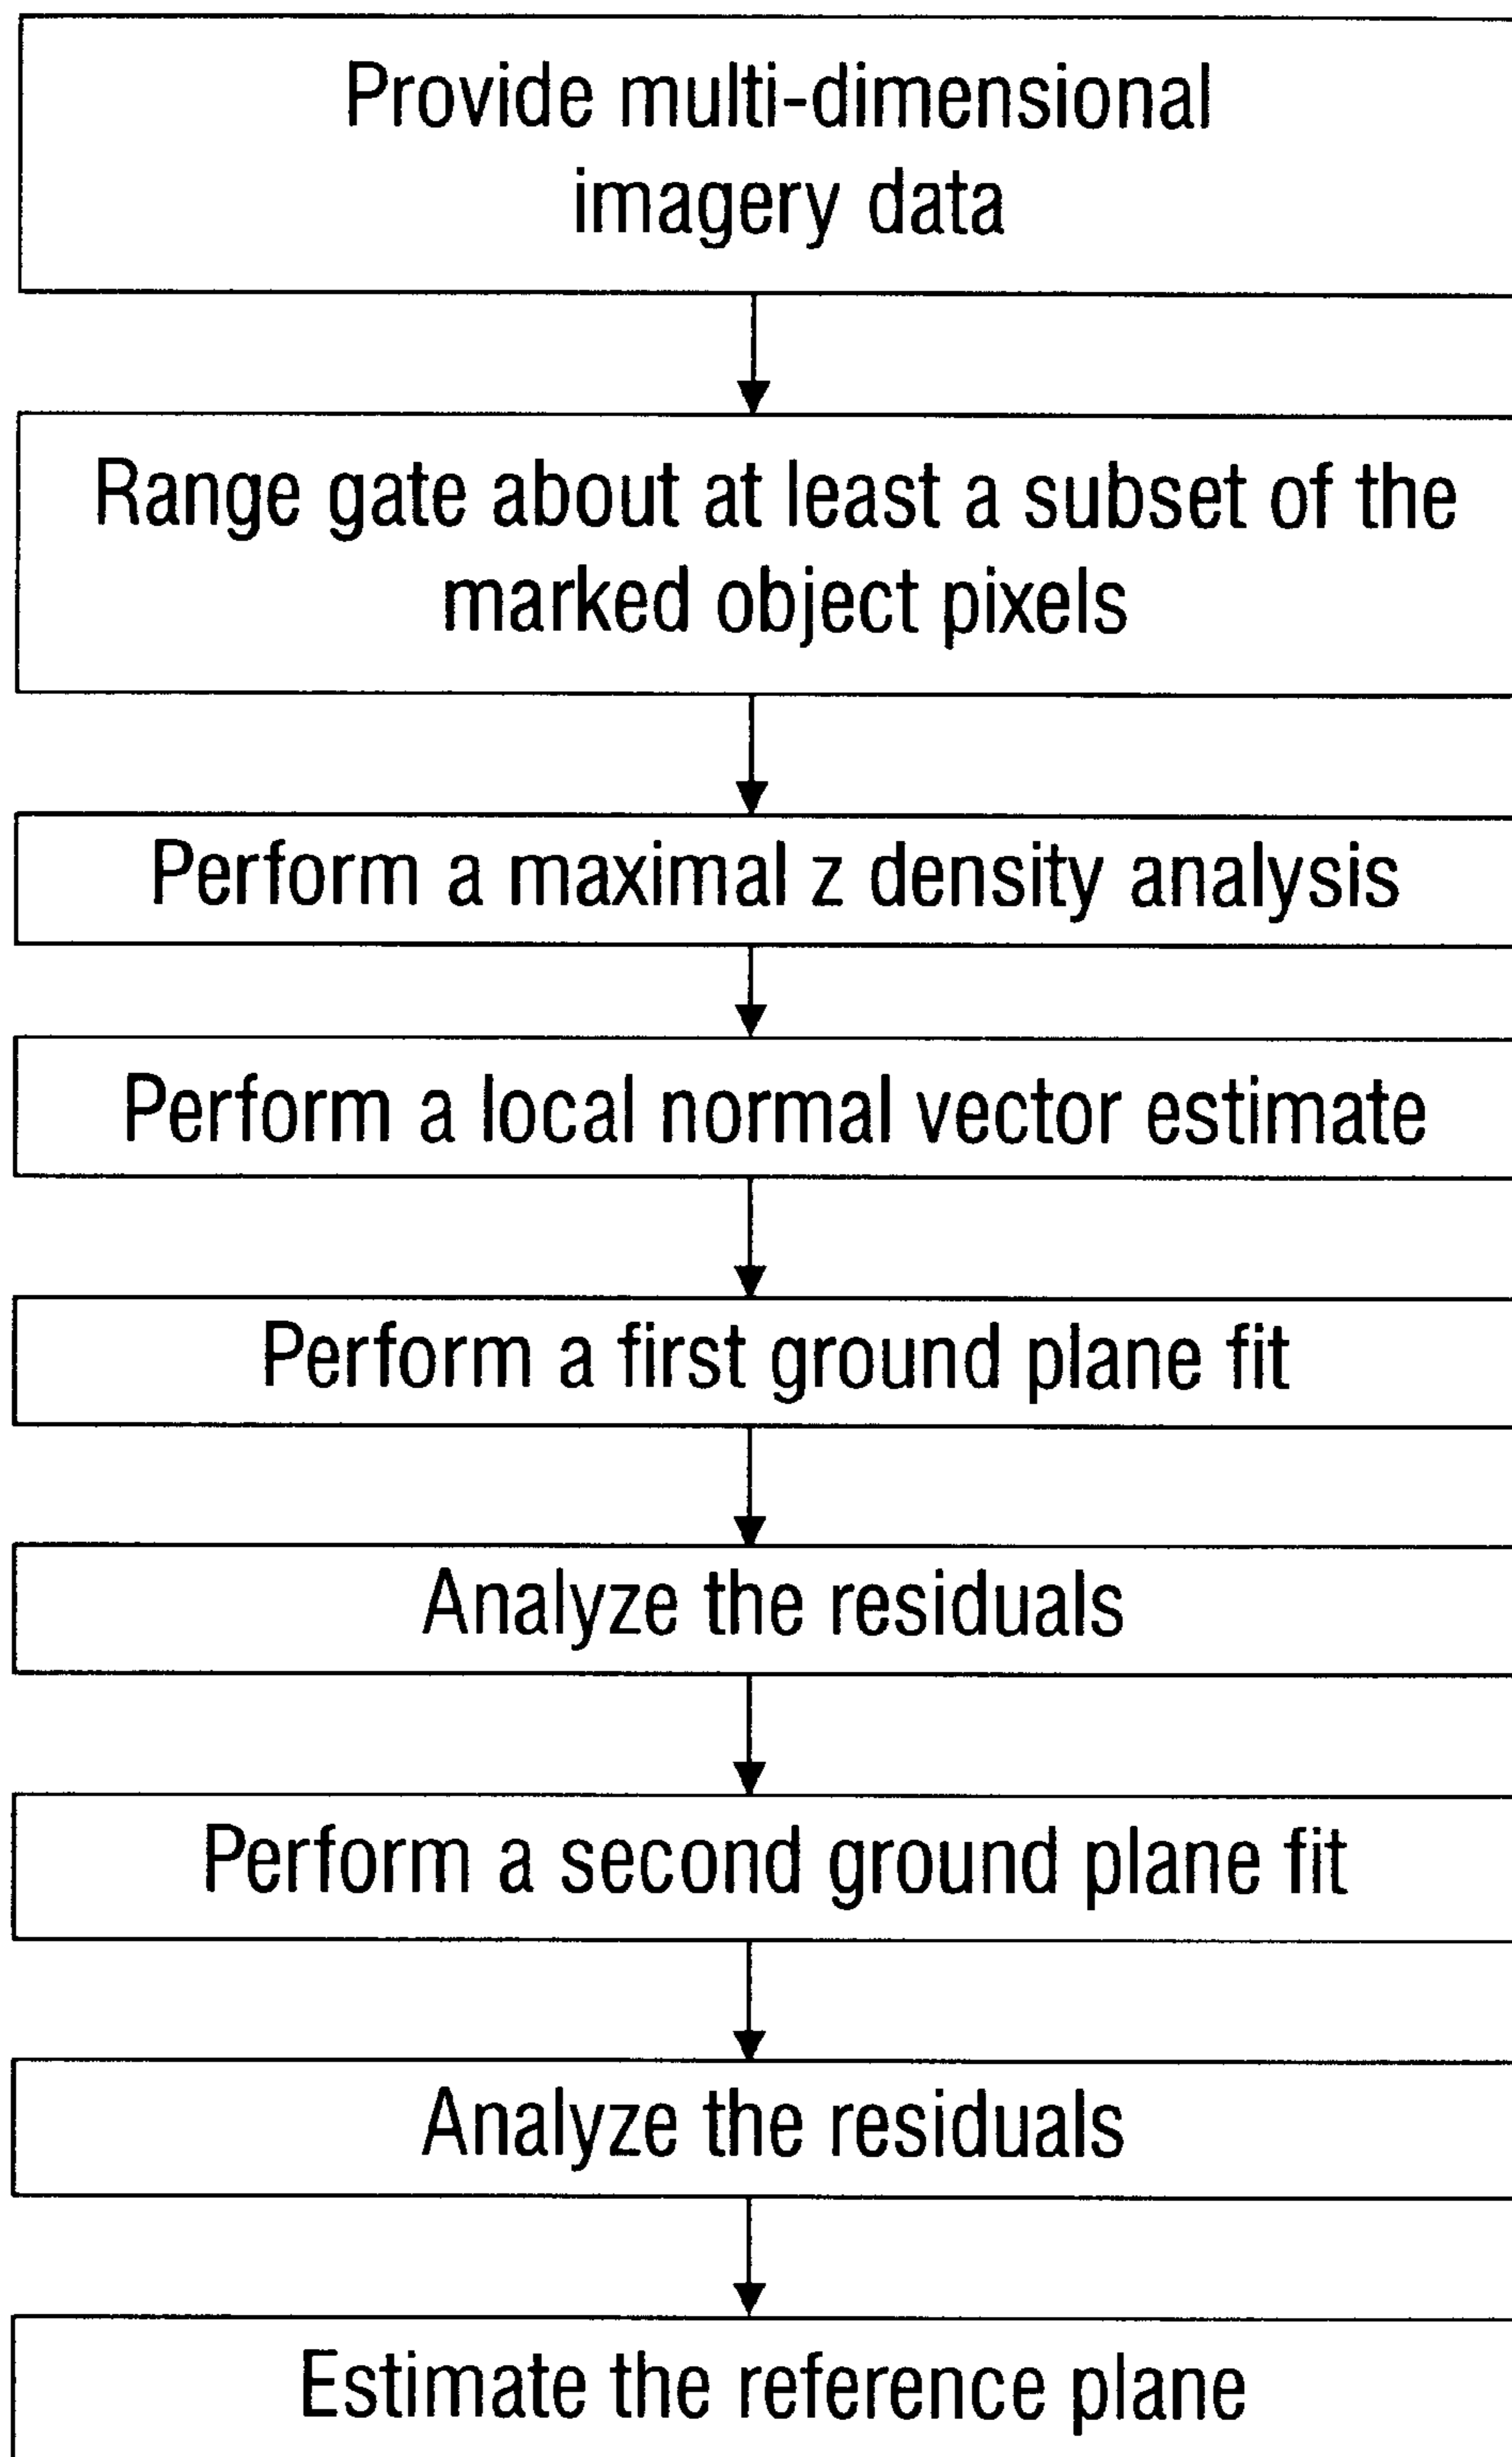 Provide multi-dimensional
imagery data
Range gate about at least a subset of the
marked object pixels
Perform a maximal z density analysis
Perform a local normal vector estimate
Perform a first ground plane fit
Analyze the residuals
Perform a second ground plane fit
Analyze the residuals
Estimate the reference plane